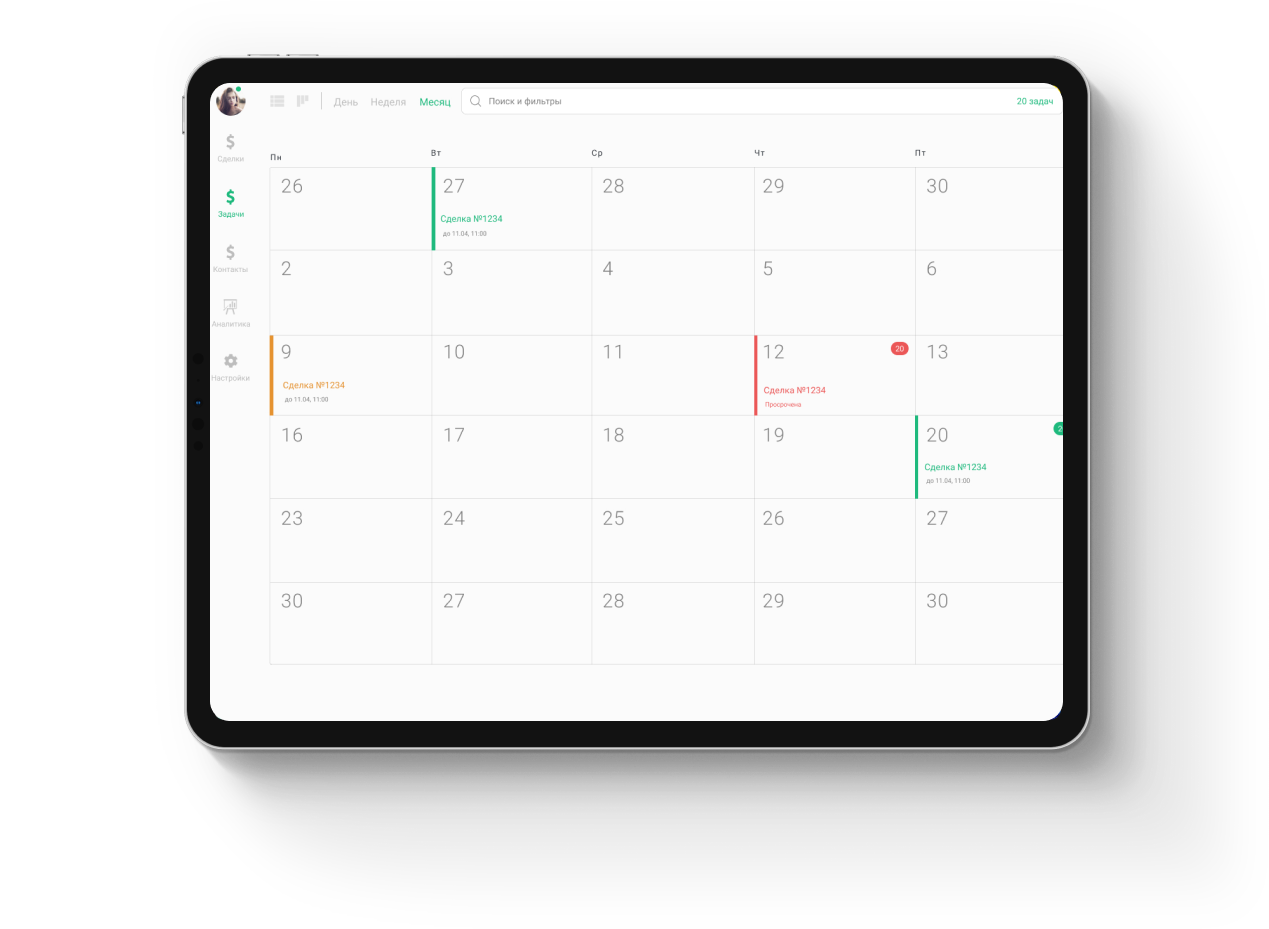 День Неделя Месяц Поиск и фильтры 20 задач
Сделки
Задачи
Контакты
Аналитика
Настройки
Пн Вт Ср Чт Пт
26 27 28 29 30
Сделка №1234
до 11.04, 11:00
2 3 4 5 6
9 10 11 12 20 13
Сделка №1234 Сделка №1234
до 11.04, 11:00 Просрочена
16 17 18 19 20 2
Сделка №1234
до 11.04, 11:00
23 24 25 26 27
30 27 28 29 30